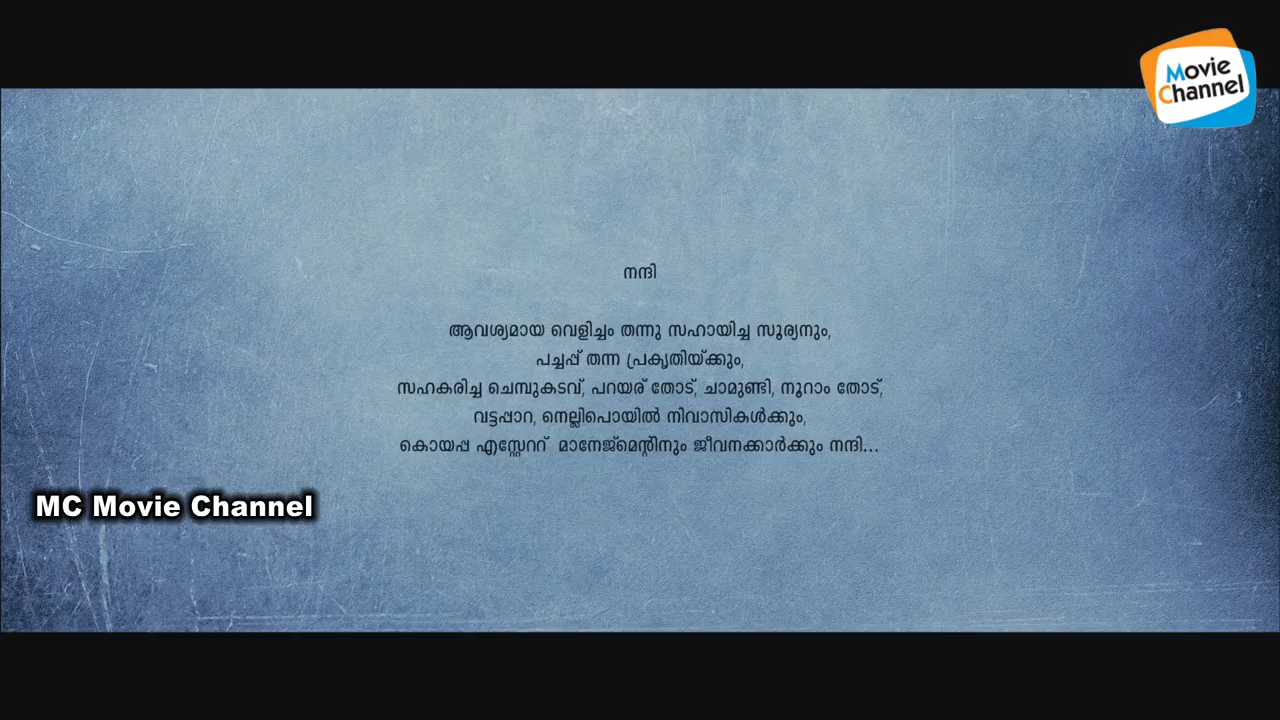 Movie
Channel
നന്ദി
ആവശ്യമായ വെളിച്ചം തന്നു സഹായിച്ച സൂര്യനും,
പച്ചപ്പ് തന്ന പ്രകൃതിയ്ക്കും,
സഹകരിച്ച ചെമ്പുകടവ്, പറയര് തോട്, ചാമുണ്ടി, നൂറാം തോട്,
വട്ടപ്പാറ, നെല്ലിപൊയിൽ നിവാസികൾക്കും,
കൊയപ്പ എസ്റ്റേററ് മാനേജ്മെന്റിനും ജീവനക്കാർക്കും നന്ദി...
MC Movie Channel